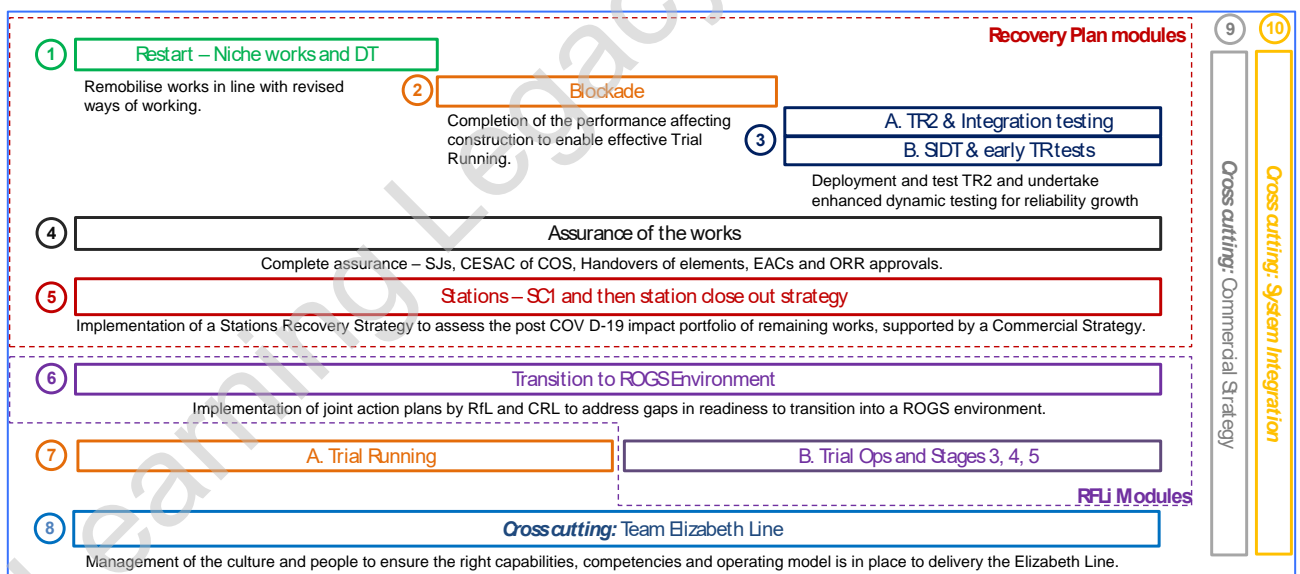 Recovery Plan modules
1
Restart – Niche works and DT
Remobilise works in line with revised
ways of working.
2
Blockade
Completion of the performance affecting
construction to enable effective Trial
Running.
3
A. TR2 & Integration testing
B. SIDT & early TR tests
Deployment and test TR2 and undertake
enhanced dynamic testing for reliability growth
4
Assurance of the works
Complete assurance – SJs, CESAC of COS, Handovers of elements, EACs and ORR approvals.
5
Stations – SC1 and then station close out strategy
Implementation of a Stations Recovery Strategy to assess the post COV D-19 impact portfolio of remaining works, supported by a Commercial Strategy.
6
Transition to ROGS Environment
Implementation of joint action plans by RfL and CRL to address gaps in readiness to transition into a ROGS environment.
7
A. Trial Running
B. Trial Ops and Stages 3, 4, 5
RFLi Modules
8
Cross cutting: Team Elizabeth Line
Management of the culture and people to ensure the right capabilities, competencies and operating model is in place to delivery the Elizabeth Line.
9
Cross cutting: Commercial Strategy
10
Cross cutting: System Integration
Learning Legacy